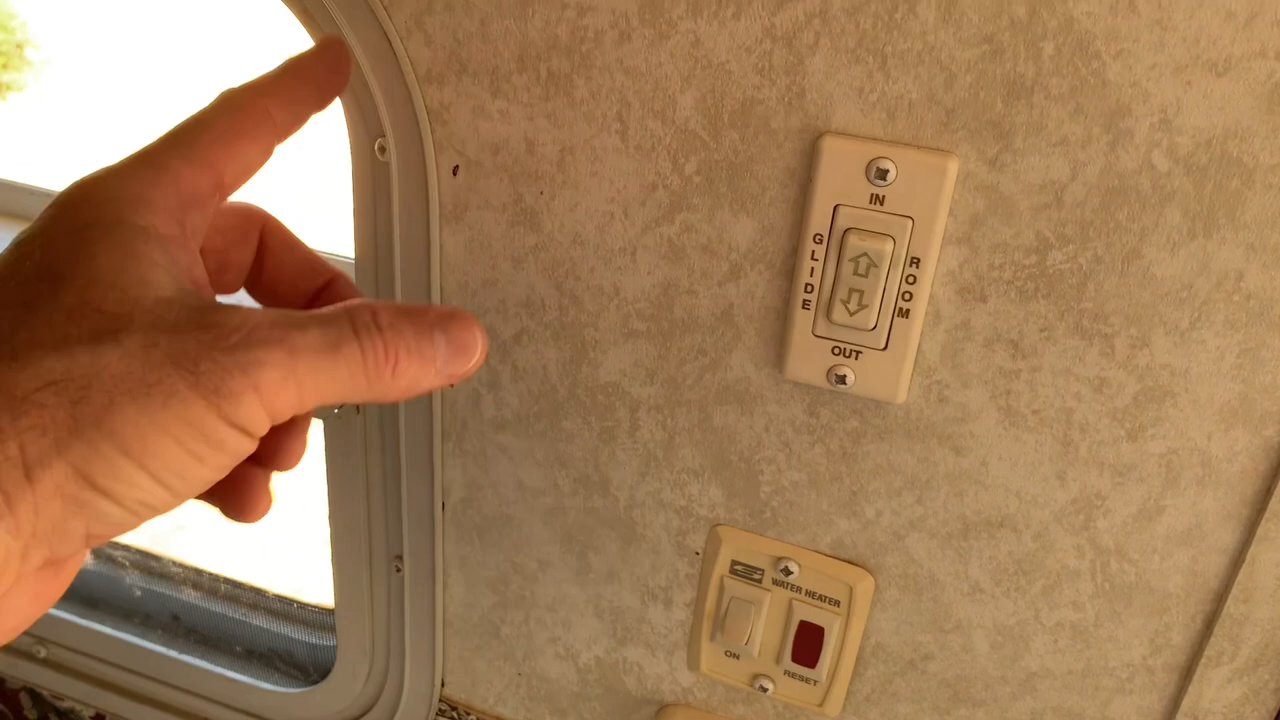 IN
GLIDE
ROOM
OUT
WATER HEATER
ON
RESET